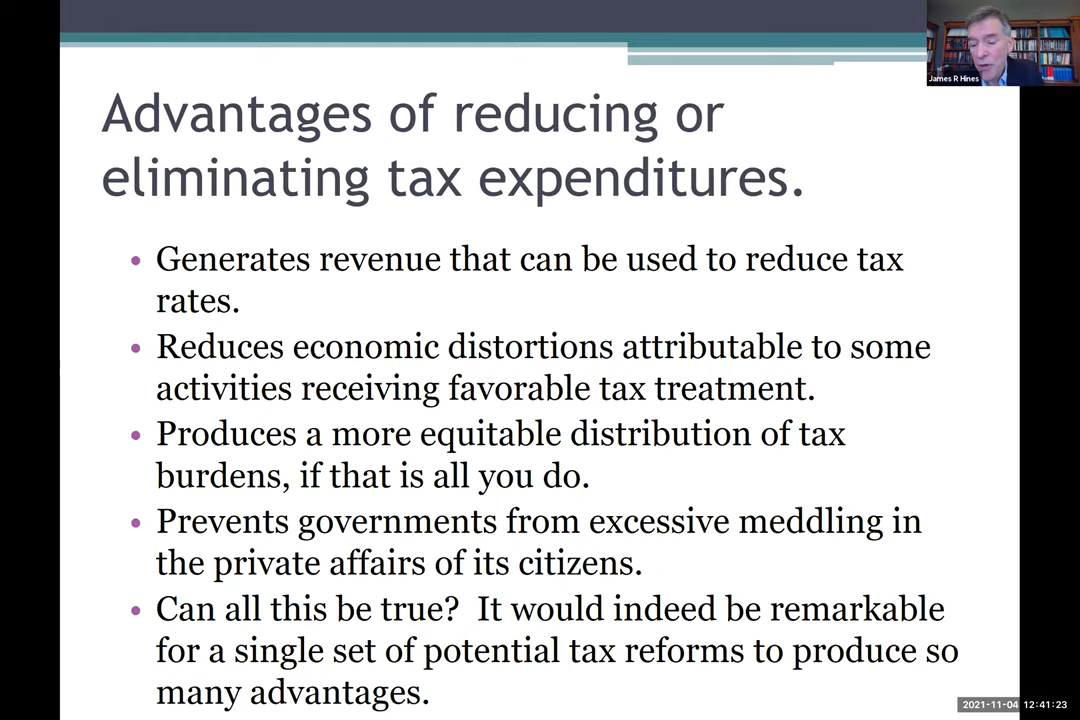 James R Hines
Advantages of reducing or
eliminating tax expenditures.
• Generates revenue that can be used to reduce tax
rates.
• Reduces economic distortions attributable to some
activities receiving favorable tax treatment.
• Produces a more equitable distribution of tax
burdens, if that is all you do.
• Prevents governments from excessive meddling in
the private affairs of its citizens.
• Can all this be true?  It would indeed be remarkable
for a single set of potential tax reforms to produce so
many advantages.
2021-11-04 12:41:23